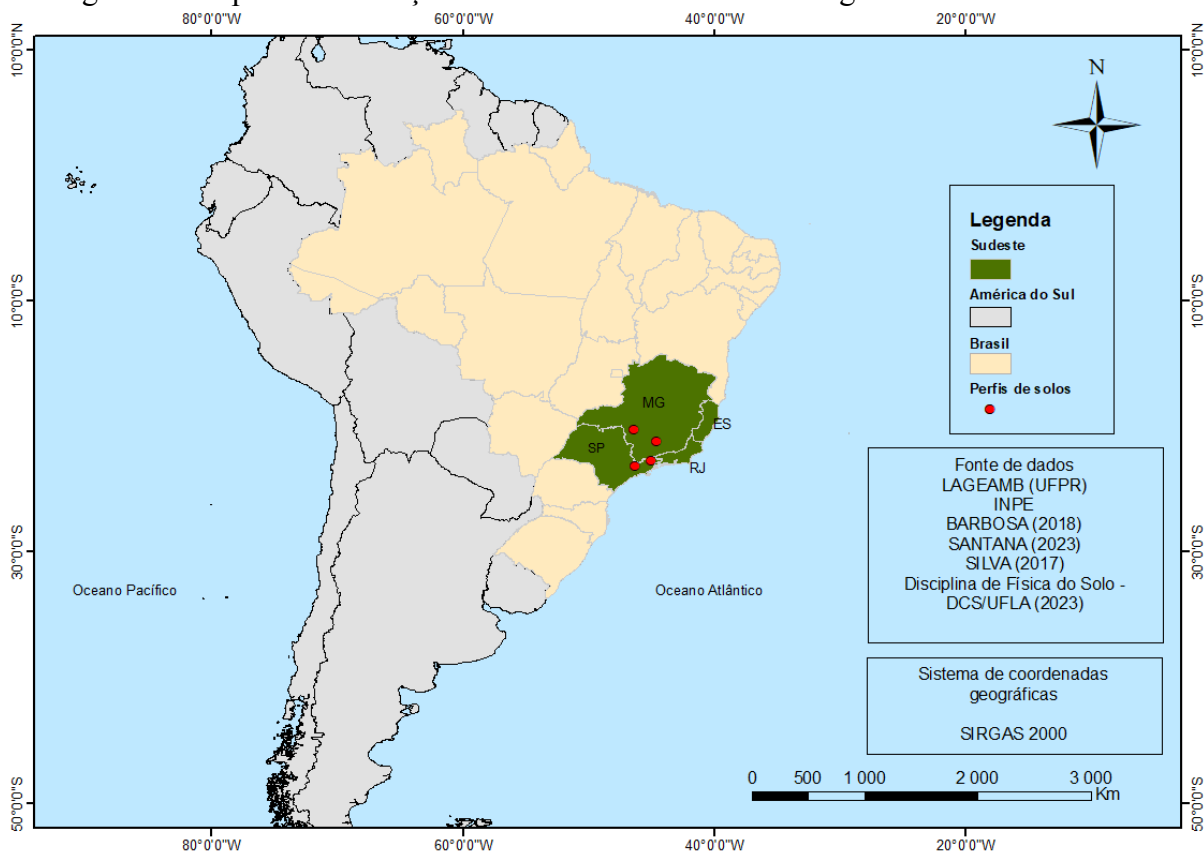 80°0'0"W 60°0'0"W 40°0'0"W 20°0'0"W
10°0'0"N
10°0'0"N
N
Legenda
Sudeste
América do Sul
Brasil
Perfis de solos
10°0'0"S
10°0'0"S
MG
ES
SP
RJ
Fonte de dados
LAGEAMB (UFPR)
INPE
BARBOSA (2018)
SANTANA (2023)
SILVA (2017)
Disciplina de Física do Solo -
DCS/UFLA (2023)
30°0'0"S
30°0'0"S
Oceano Pacífico
Oceano Atlântico
Sistema de coordenadas
geográficas
SIRGAS 2000
0 500 1 000 2 000 3 000
Km
50°0'0"S
50°0'0"S
80°0'0"W 60°0'0"W 40°0'0"W 20°0'0"W